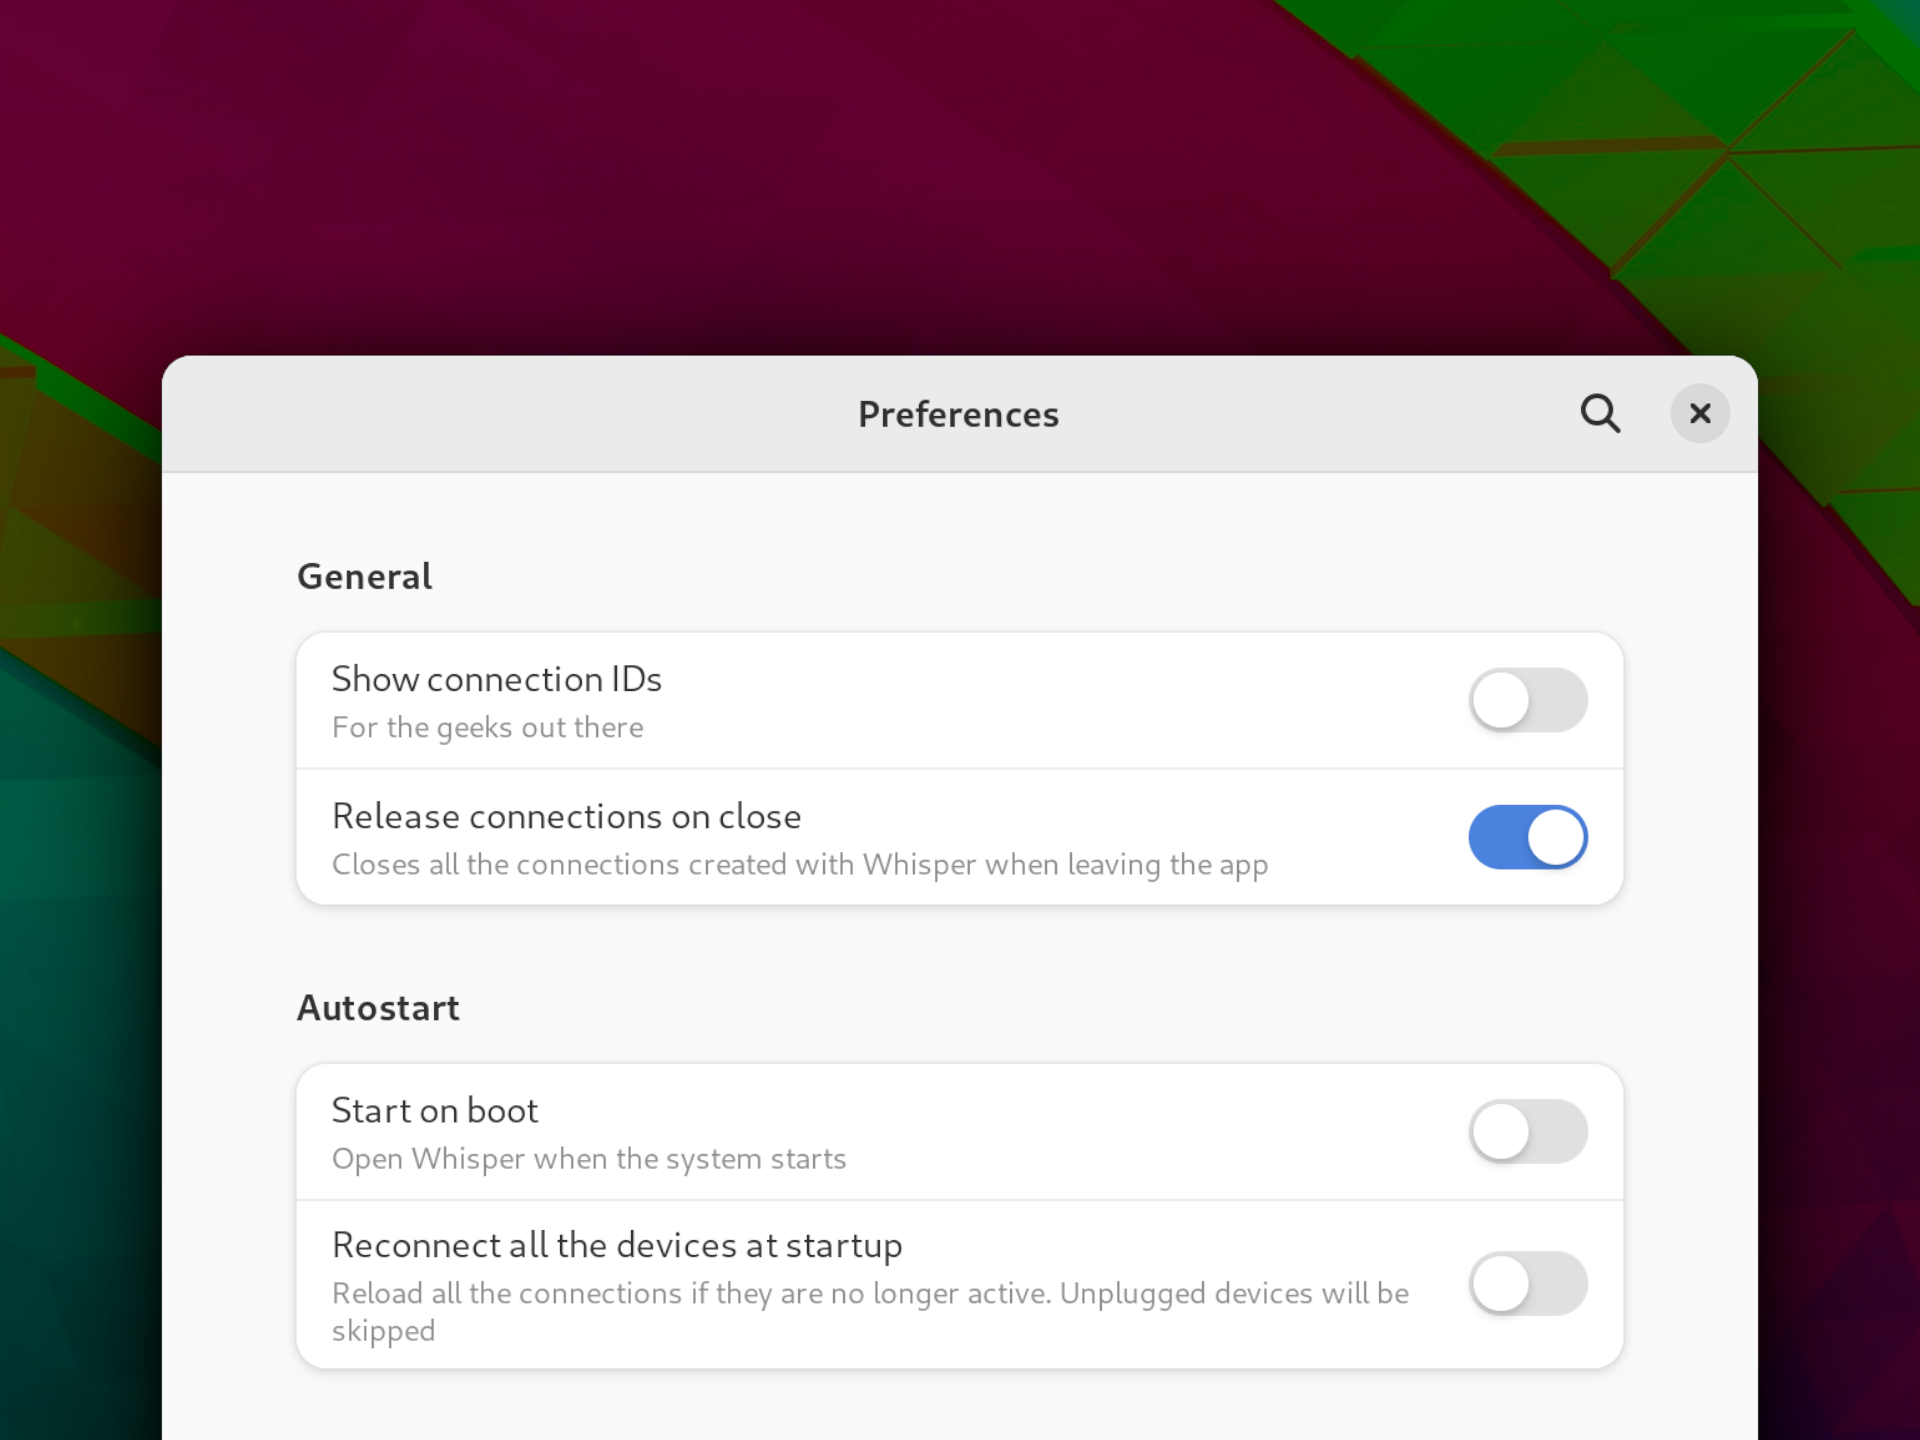 Preferences
General
Show connection IDs
For the geeks out there
Release connections on close
Closes all the connections created with Whisper when leaving the app
Autostart
Start on boot
Open Whisper when the system starts
Reconnect all the devices at startup
Reload all the connections if they are no longer active. Unplugged devices will be
skipped